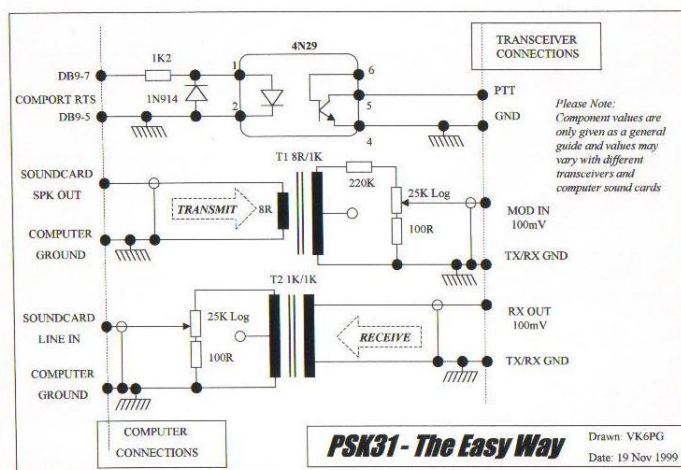 TRANSCEIVER
CONNECTIONS
4N29
1K2
1
6
DB9-7
COMPORT RTS
1N914
DB9-5
2
5
4
PTT
GND
Please Note:
Component values are
only given as a general
guide and values may
vary with different
transceivers and
computer sound cards
SOUNDCARD
SPK OUT
T1 8R/1K
220K
25K Log
TRANSMIT
8R
100R
MOD IN
100mV
COMPUTER
GROUND
TX/RX GND
T2 1K/1K
SOUNDCARD
LINE IN
25K Log
100R
RECEIVE
RX OUT
100mV
COMPUTER
GROUND
TX/RX GND
COMPUTER
CONNECTIONS
PSK31 - The Easy Way
Drawn: VK6PG
Date: 19 Nov 1999